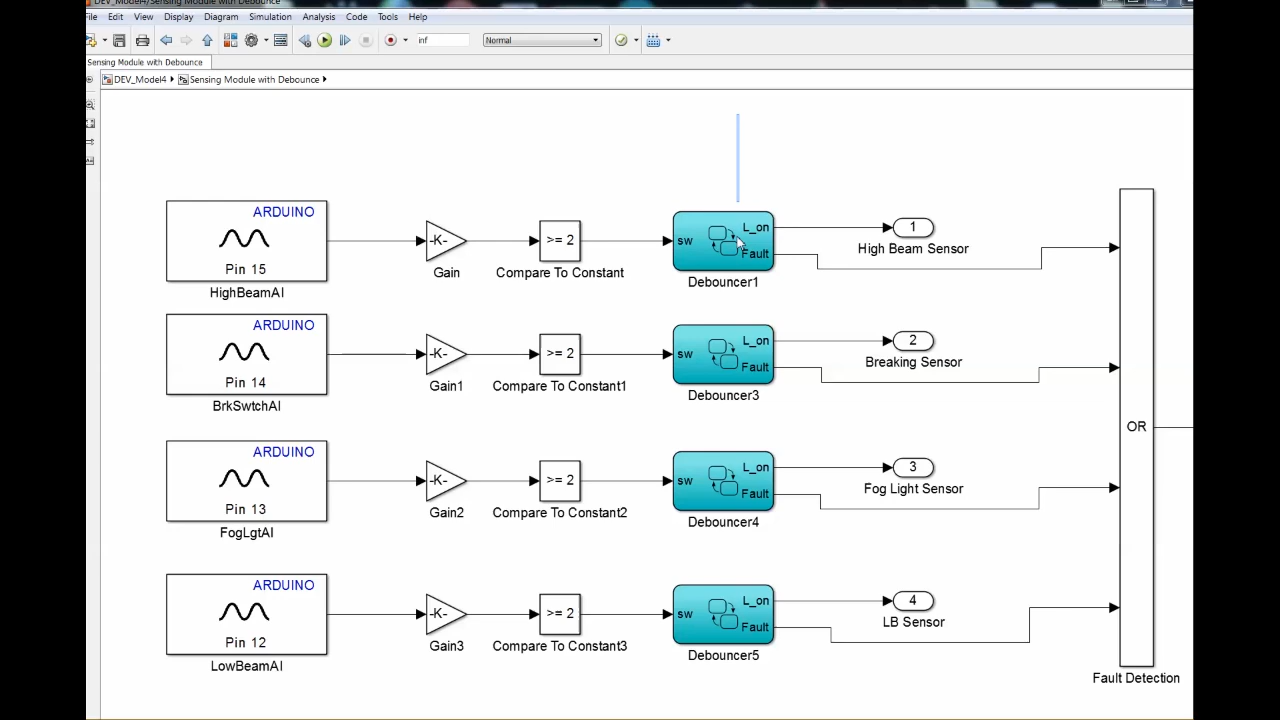 DEV_Model4/Sensing Module with Debounce
File Edit View Display Diagram Simulation Analysis Code Tools Help
inf Normal
Sensing Module with Debounce
DEV_Model4 Sensing Module with Debounce
ARDUINO
Pin 15
HighBeamAI
-K-
Gain
>= 2
Compare To Constant
sw L_on
Fault
Debouncer1
1
High Beam Sensor
ARDUINO
Pin 14
BrkSwtchAI
-K-
Gain1
>= 2
Compare To Constant1
sw L_on
Fault
Debouncer3
2
Breaking Sensor
OR
ARDUINO
Pin 13
FogLgtAI
-K-
Gain2
>= 2
Compare To Constant2
sw L_on
Fault
Debouncer4
3
Fog Light Sensor
ARDUINO
Pin 12
LowBeamAI
-K-
Gain3
>= 2
Compare To Constant3
sw L_on
Fault
Debouncer5
4
LB Sensor
Fault Detection